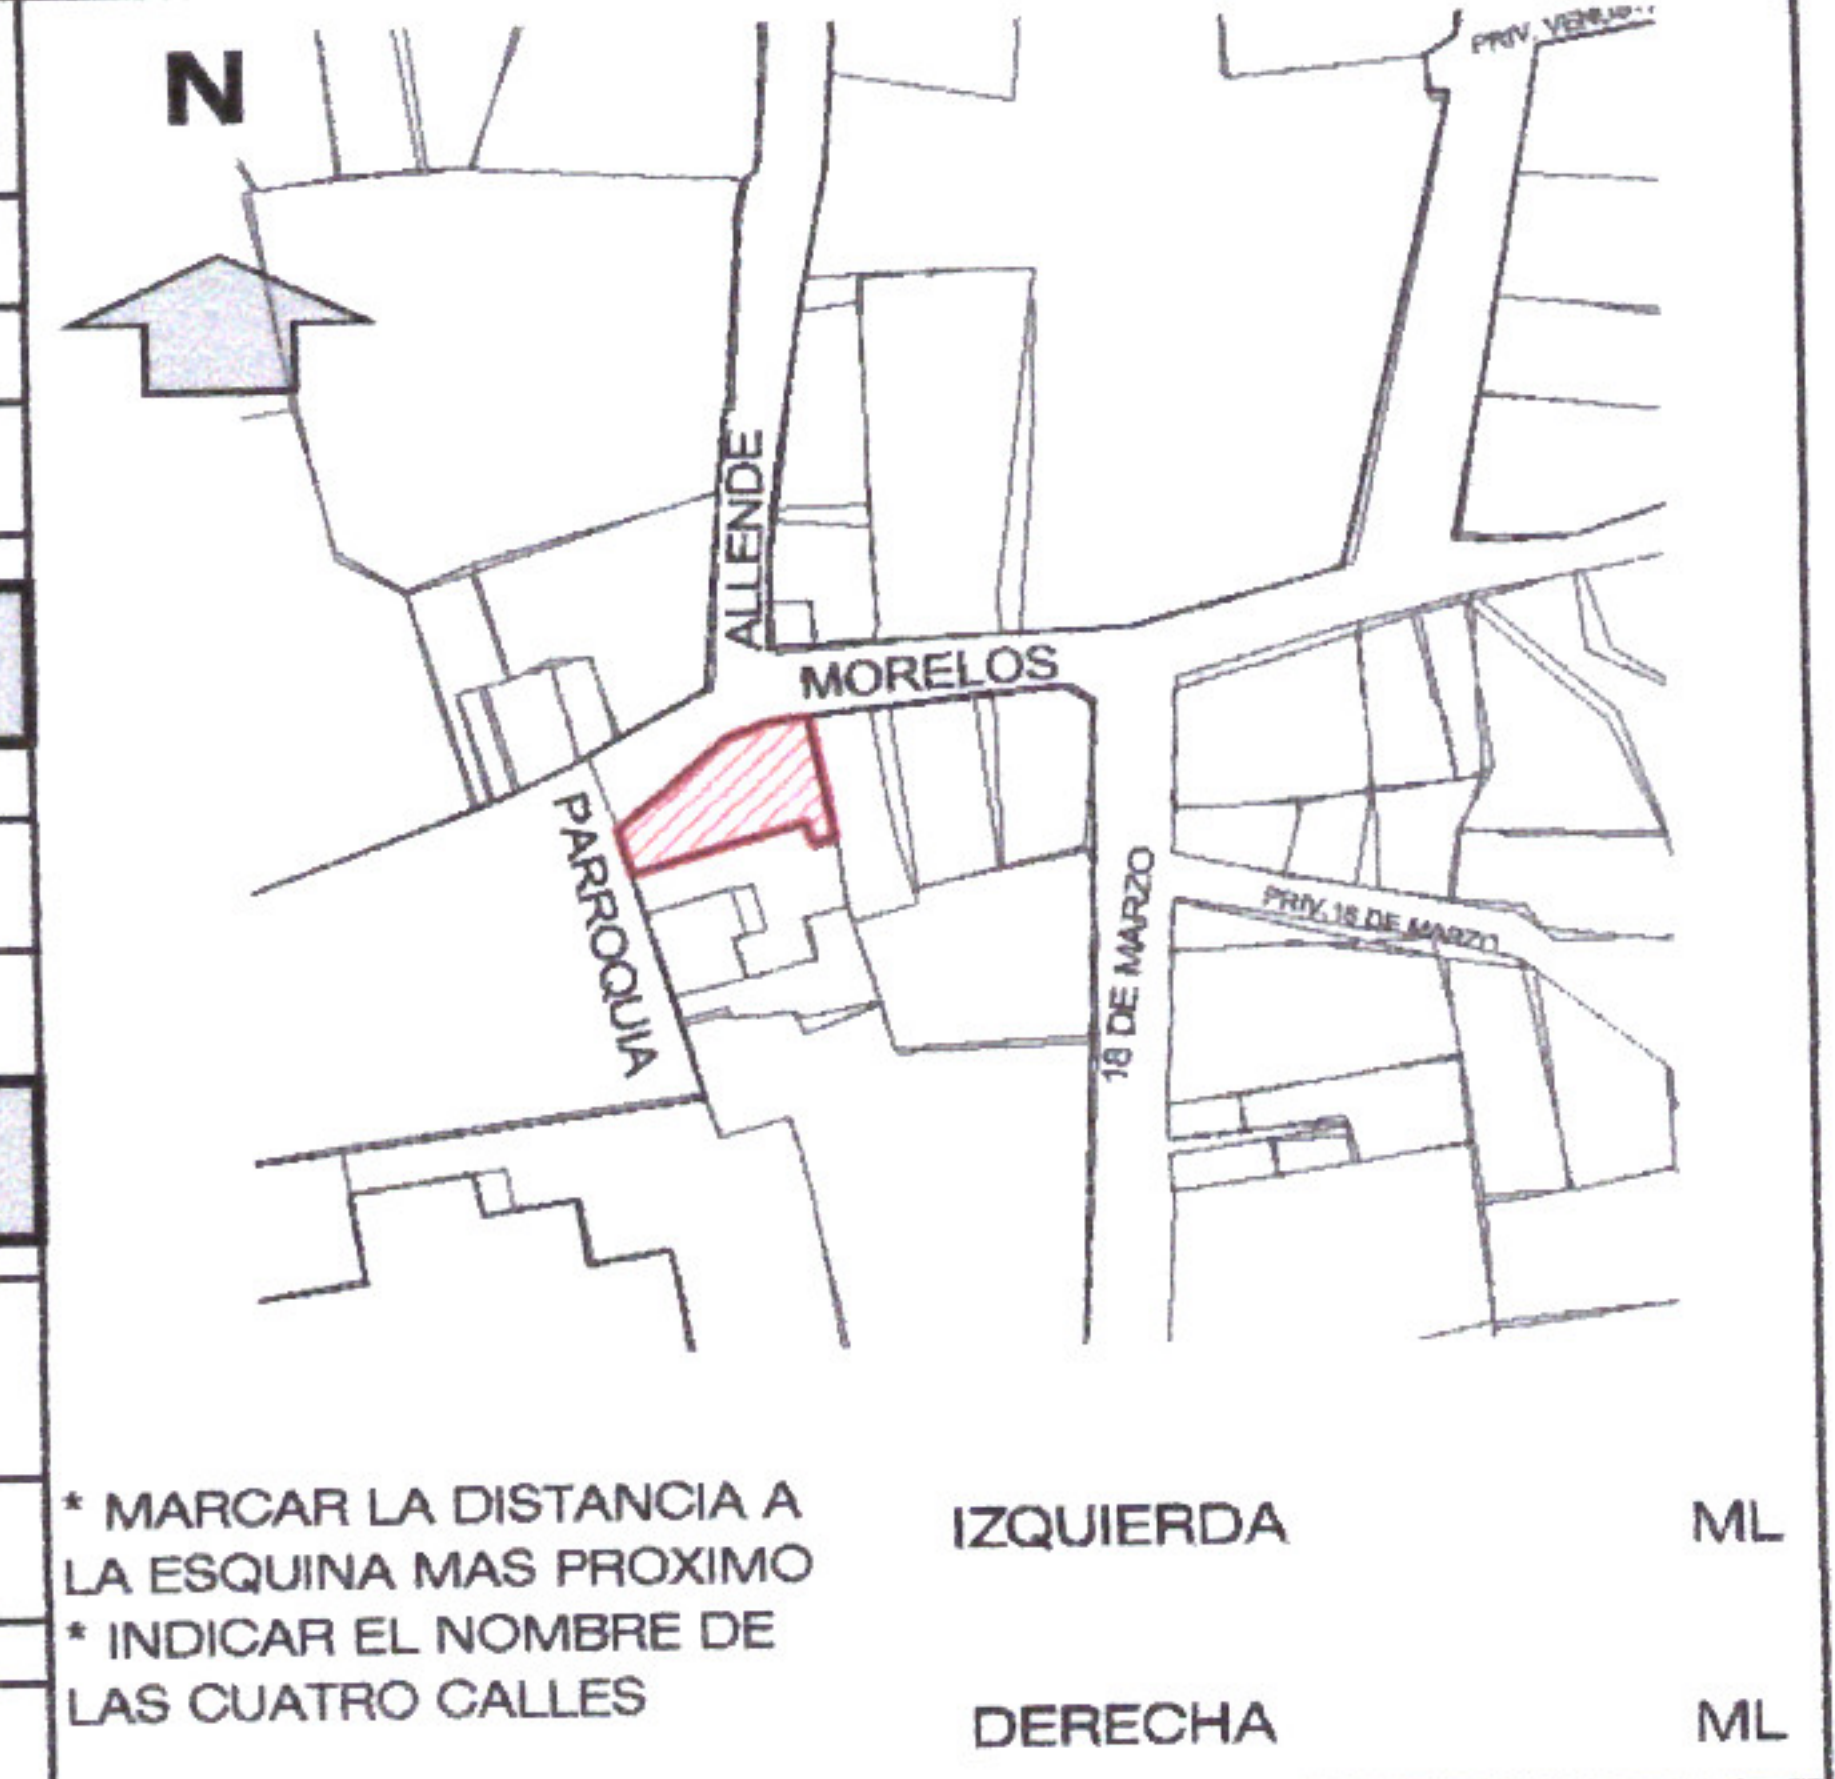 N
ALLENDE
MORELOS
PARROQUIA
18 DE MARZO
PRIV. 18 DE MARZO
PRIV.
* MARCAR LA DISTANCIA A
LA ESQUINA MAS PROXIMO
* INDICAR EL NOMBRE DE
LAS CUATRO CALLES
IZQUIERDA ML
DERECHA ML